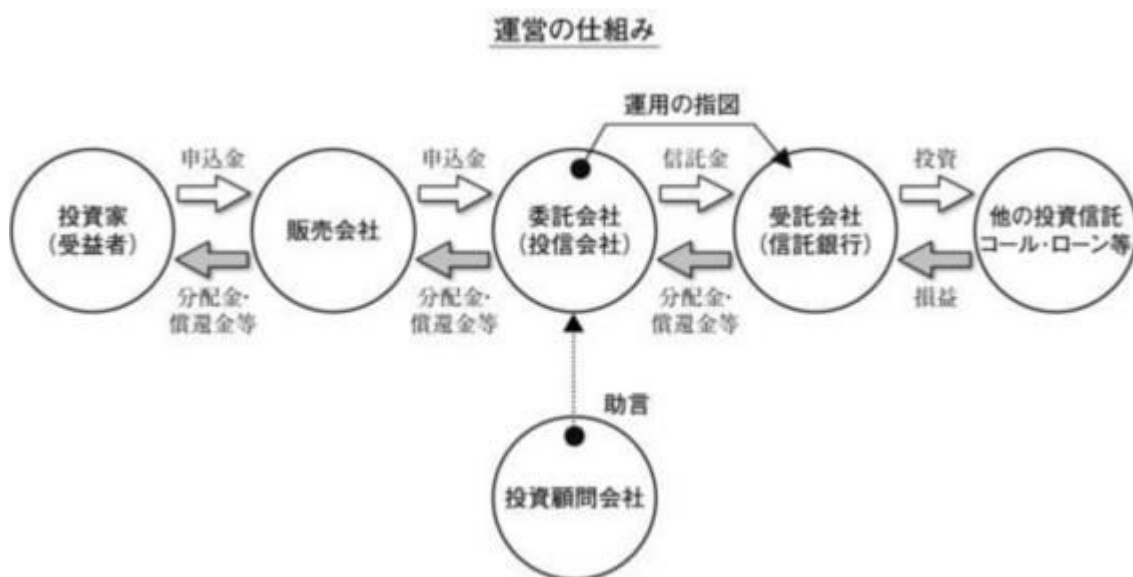 運営の仕組み
運用の指図
申込金
申込金
信託金
投資
投資家
(受益者)
販売会社
委託会社
(投信会社)
受託会社
(信託銀行)
他の投資信託
コール・ローン等
分配金・
償還金等
分配金・
償還金等
分配金・
償還金等
損益
助言
投資顧問会社